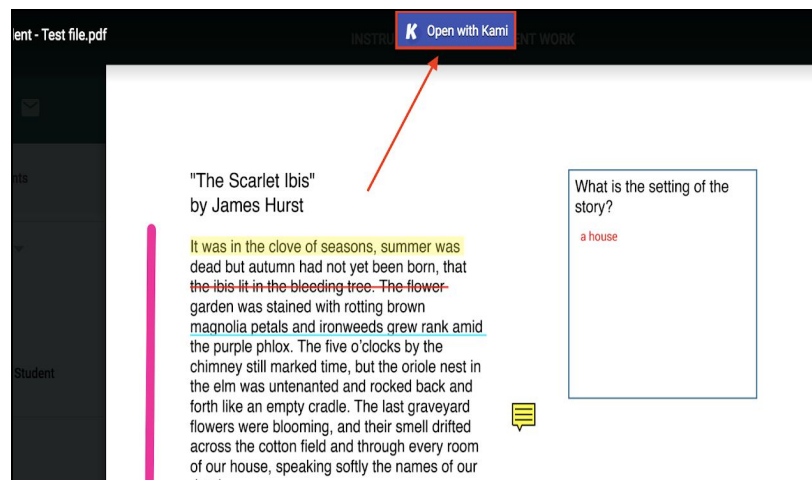 ent - Test file.pdf
Open with Kami
INSTRU
ENT WORK
nts
Student
"The Scarlet Ibis"
by James Hurst
It was in the clove of seasons, summer was
dead but autumn had not yet been born, that
the ibis lit in the bleeding tree. The flower
garden was stained with rotting brown
magnolia petals and ironweeds grew rank amid
the purple phlox. The five o'clocks by the
chimney still marked time, but the oriole nest in
the elm was untenanted and rocked back and
forth like an empty cradle. The last graveyard
flowers were blooming, and their smell drifted
across the cotton field and through every room
of our house, speaking softly the names of our
What is the setting of the
story?
a house